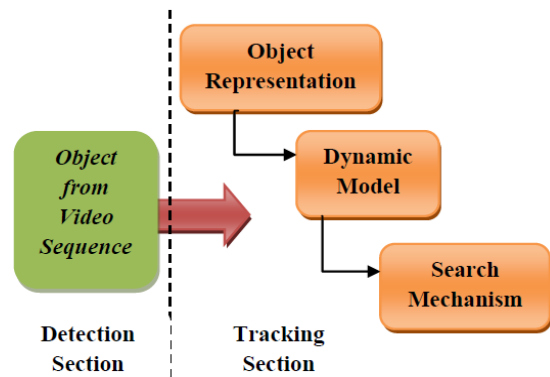 Object
Representation
Object
from
Video
Sequence
Dynamic
Model
Search
Mechanism
Detection
Section
Tracking
Section